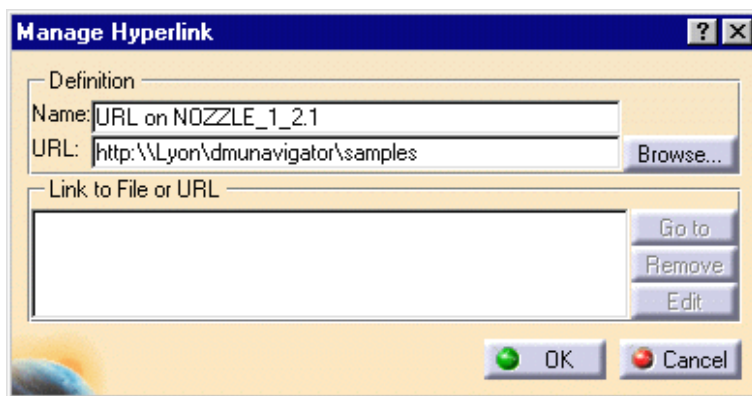 Manage Hyperlink
Definition
Name: URL on NOZZLE_1_2.1
URL: http:\\Lyon\dmunavigator\samples Browse...
Link to File or URL
Go to
Remove
Edit
OK Cancel